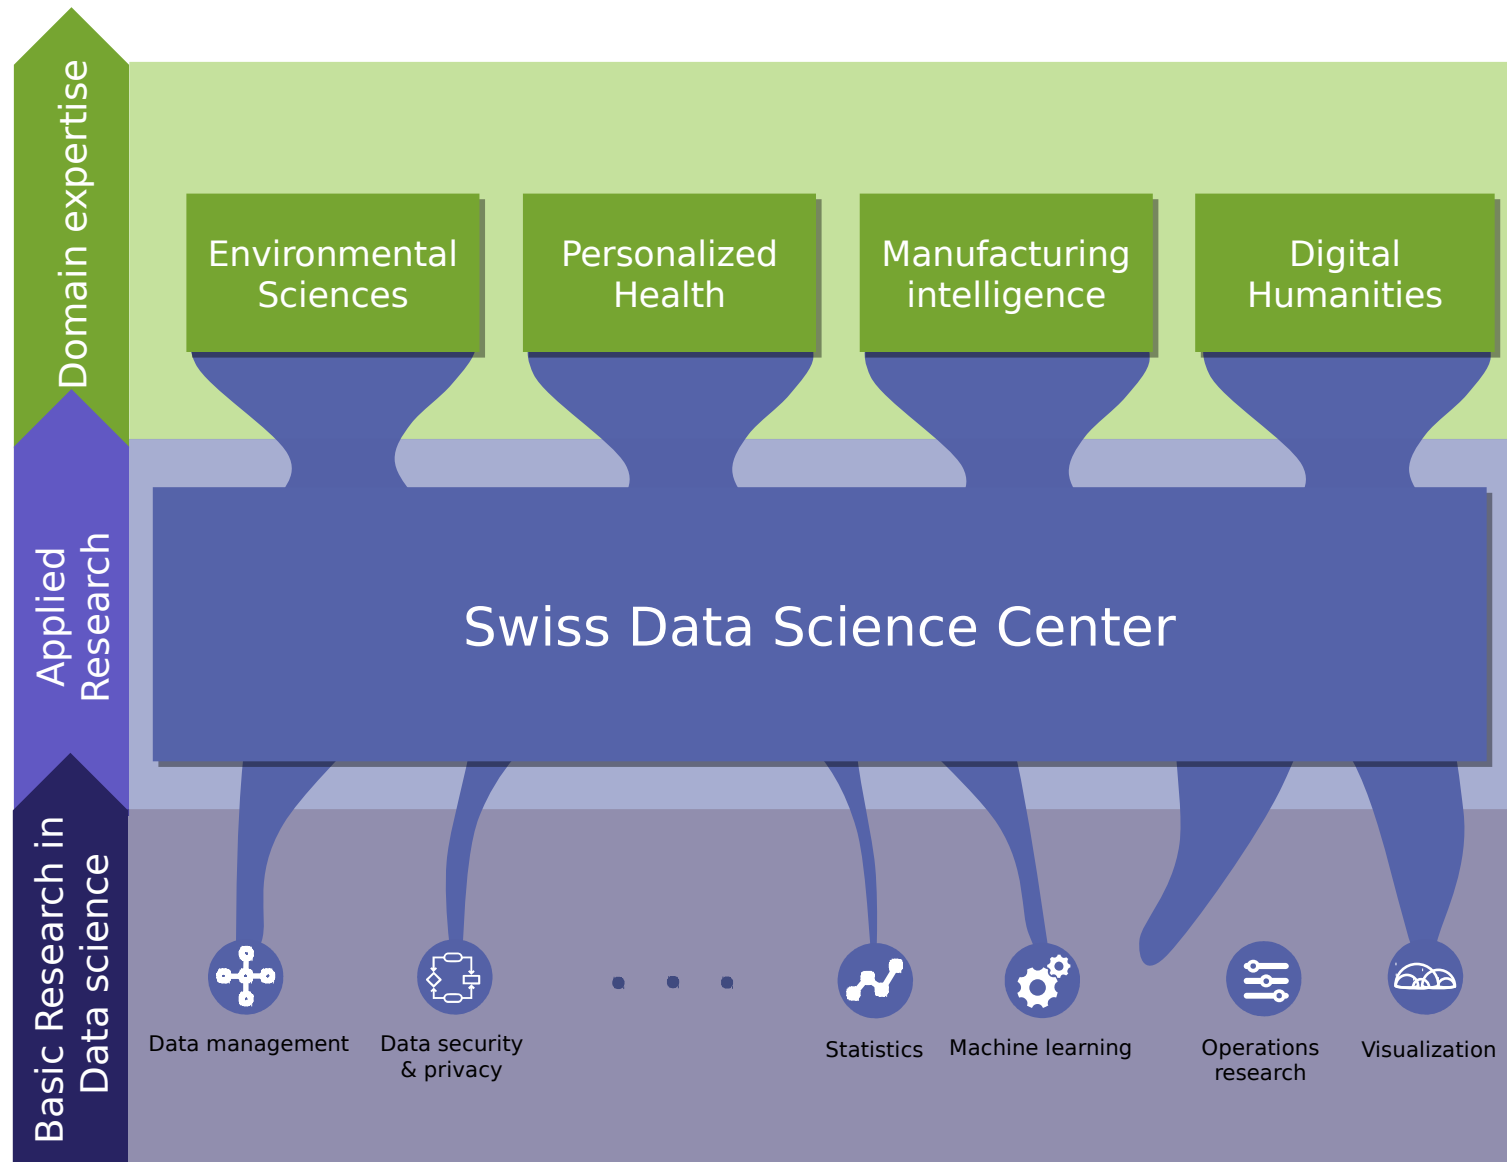 Domain expertise
Environmental
Sciences
Personalized
Health
Manufacturing
intelligence
Digital
Humanities
Applied
Research
Swiss Data Science Center
Basic Research in
Data science
Data management
Data security
& privacy
. . .
Statistics
Machine learning
Operations
research
Visualization